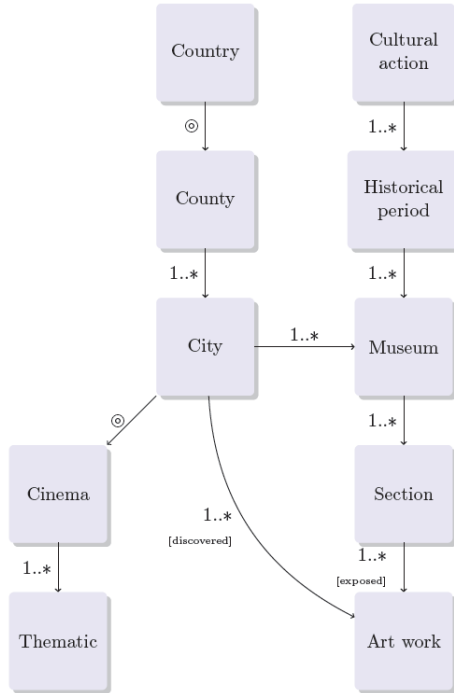 Country
Cultural
action
◎
1..*
County
Historical
period
1..*
1..*
City
1..*
Museum
◎
1..*
Cinema
Section
1..*
[discovered]
1..*
1..*
[exposed]
Thematic
Art work